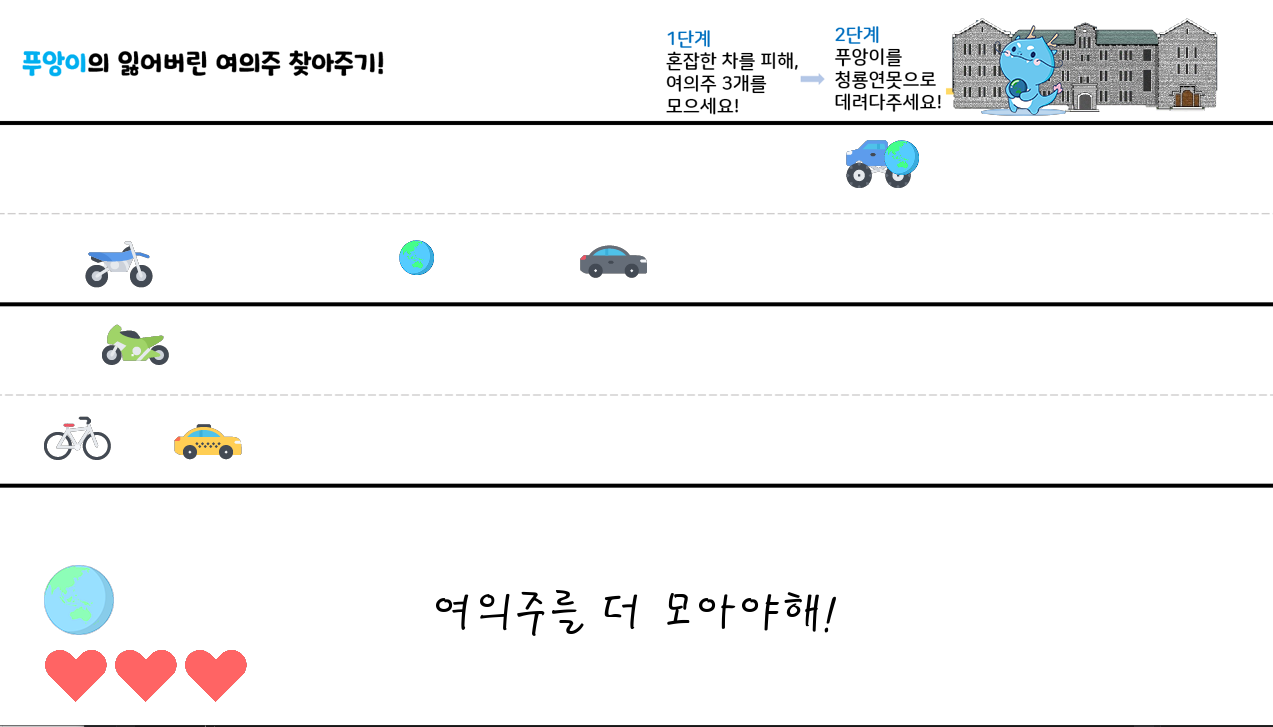 푸앙이의 잃어버린 여의주 찾아주기!
1단계
혼잡한 차를 피해,
여의주 3개를
모으세요!
2단계
푸앙이를
청룡연못으로
데려다주세요!
여의주를 더 모아야해!